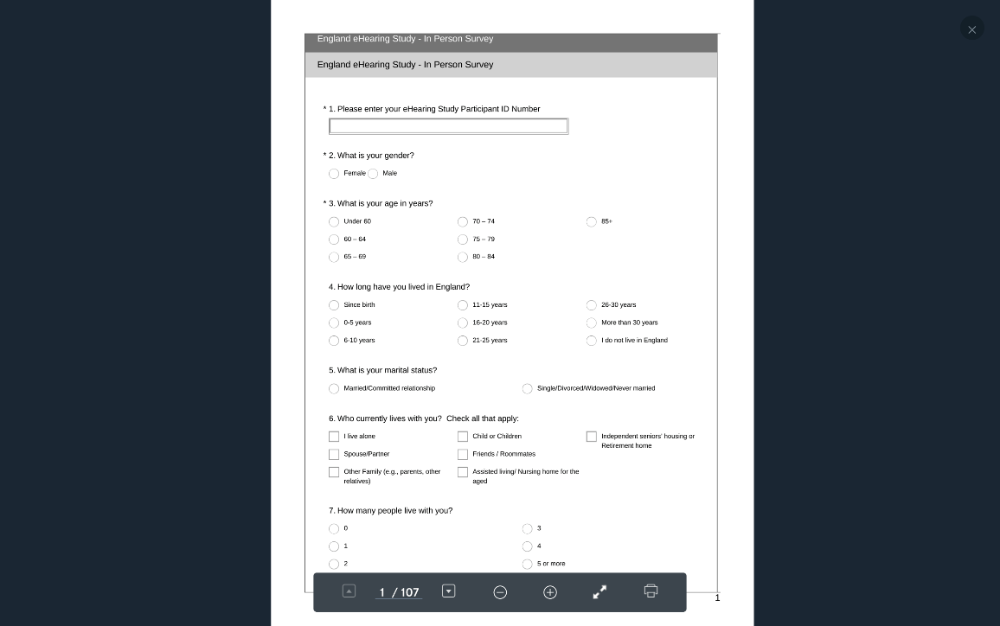 England eHearing Study - In Person Survey
England eHearing Study - In Person Survey
* 1. Please enter your eHearing Study Participant ID Number
* 2. What is your gender?
Female Male
* 3. What is your age in years?
Under 60 70 – 74 85+
60 – 64 75 – 79
65 – 69 80 – 84
4. How long have you lived in England?
Since birth 11-15 years 26-30 years
0-5 years 16-20 years More than 30 years
6-10 years 21-25 years I do not live in England
5. What is your marital status?
Married/Committed relationship Single/Divorced/Widowed/Never married
6. Who currently lives with you? Check all that apply:
I live alone Child or Children Independent seniors' housing or
Retirement home
Spouse/Partner Friends / Roommates
Other Family (e.g., parents, other Assisted living/ Nursing home for the
relatives) aged
7. How many people live with you?
0 3
1 4
2 5 or more
1 / 107
1